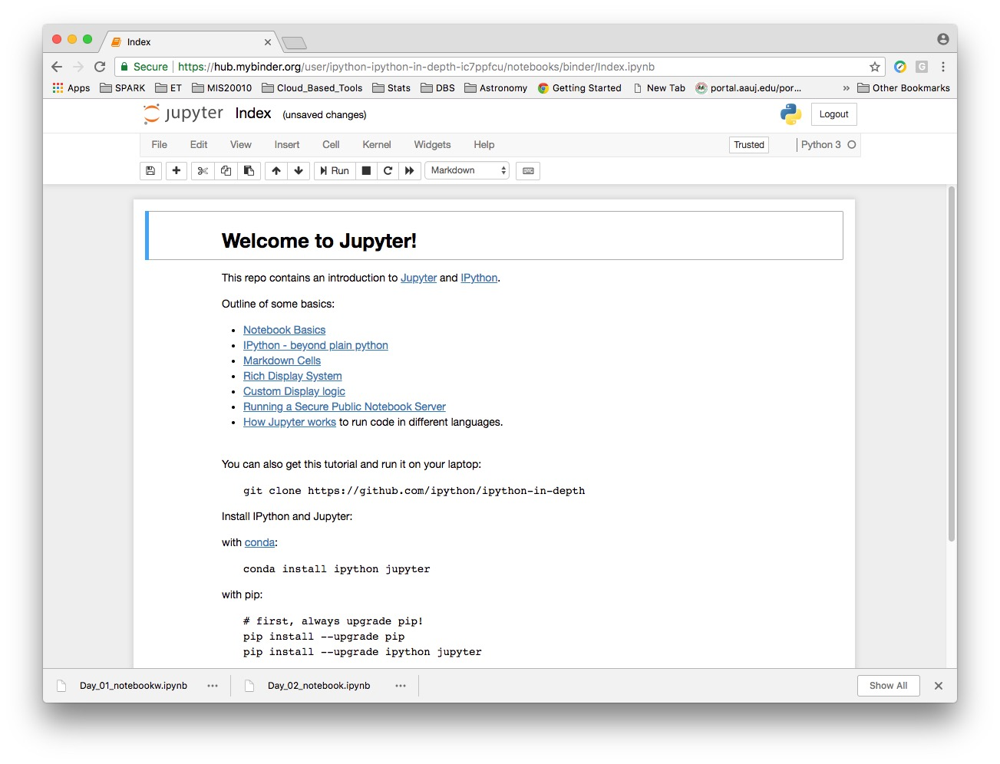 Index
Secure https://hub.mybinder.org/user/ipython-ipython-in-depth-ic7ppfcu/notebooks/binder/Index.ipynb
G
Apps SPARK ET MIS20010 Cloud_Based_Tools Stats DBS Astronomy Getting Started New Tab portal.aauj.edu/por... » Other Bookmarks
jupyter Index (unsaved changes) Logout
File Edit View Insert Cell Kernel Widgets Help Trusted Python 3
Run Markdown
Welcome to Jupyter!
This repo contains an introduction to Jupyter and IPython.
Outline of some basics:
• Notebook Basics
• IPython - beyond plain python
• Markdown Cells
• Rich Display System
• Custom Display logic
• Running a Secure Public Notebook Server
• How Jupyter works to run code in different languages.
You can also get this tutorial and run it on your laptop:
git clone https://github.com/ipython/ipython-in-depth
Install IPython and Jupyter:
with conda:
conda install ipython jupyter
with pip:
# first, always upgrade pip!
pip install --upgrade pip
pip install --upgrade ipython jupyter
Day_01_notebookw.ipynb Day_02_notebook.ipynb Show All